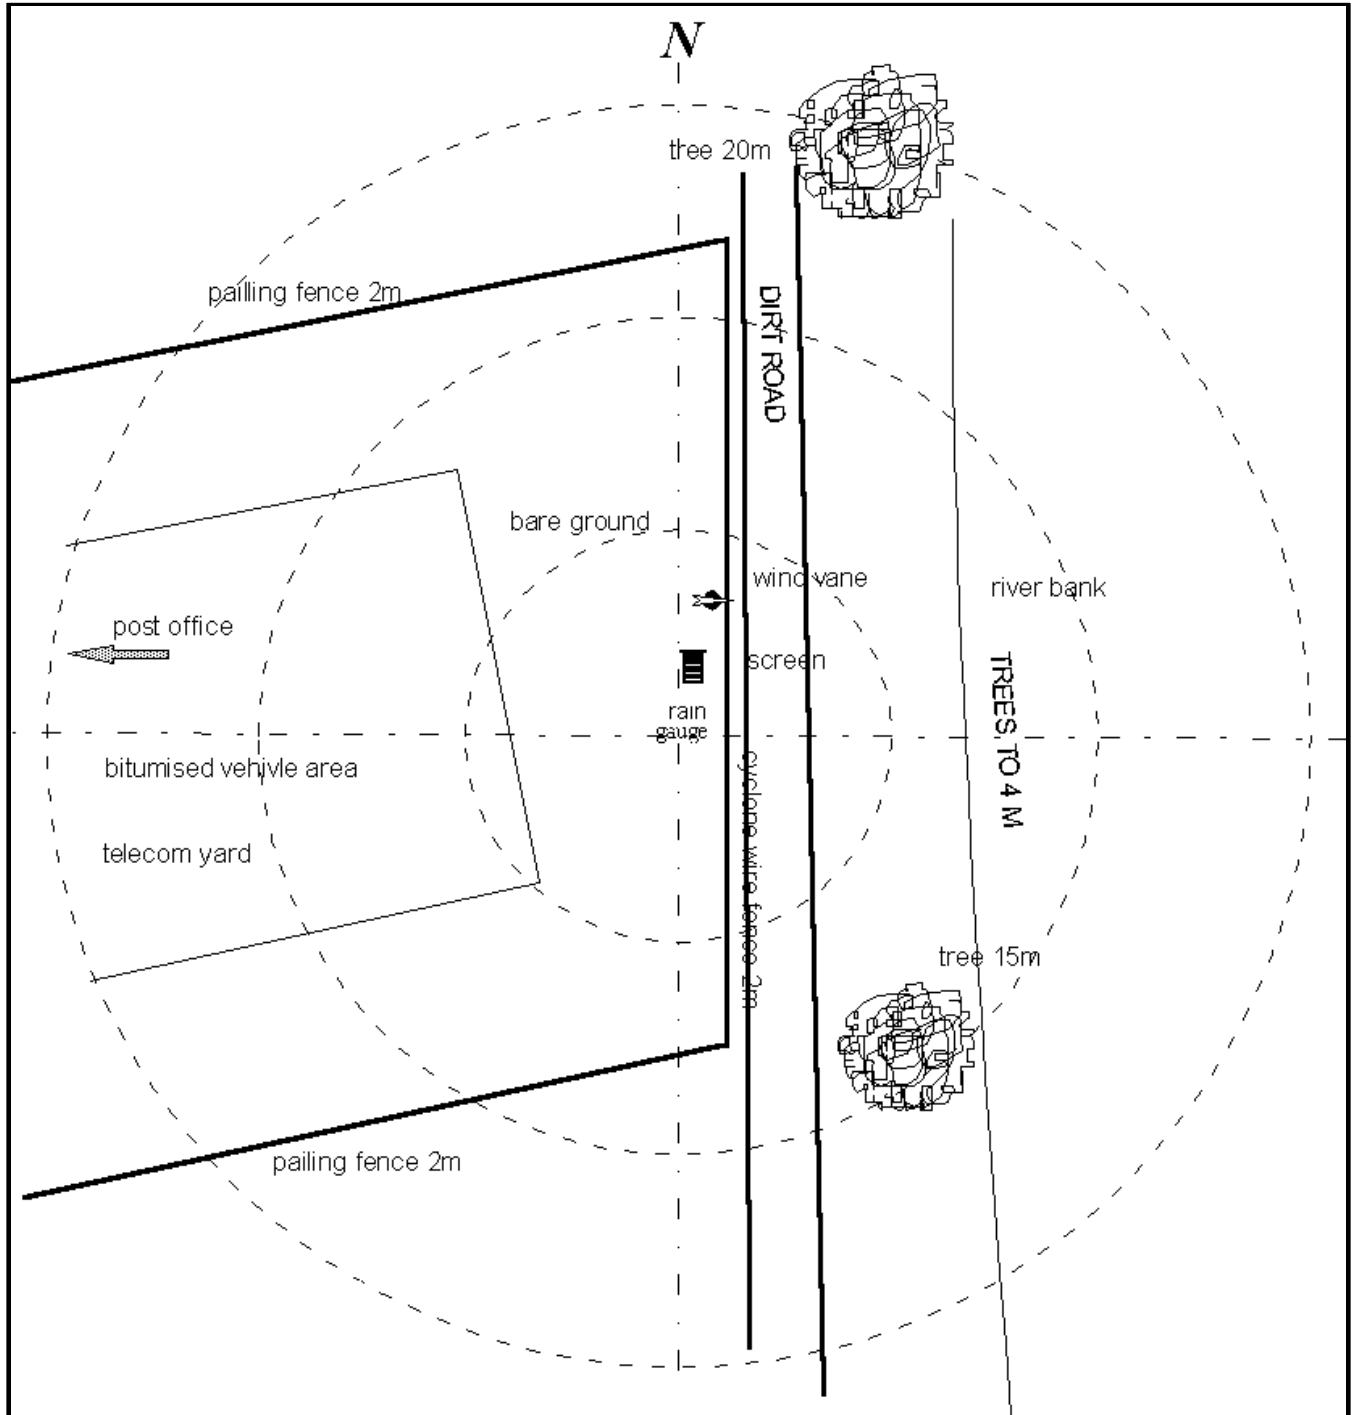 N
tree 20m
pailling fence 2m
DIRT ROAD
bare ground
wind vane
river bank
post office
screen
TREES TO 4 M
rain
gauge
bitumised vehivle area
cyclone wire fence 2m
telecom yard
tree 15m
pailing fence 2m